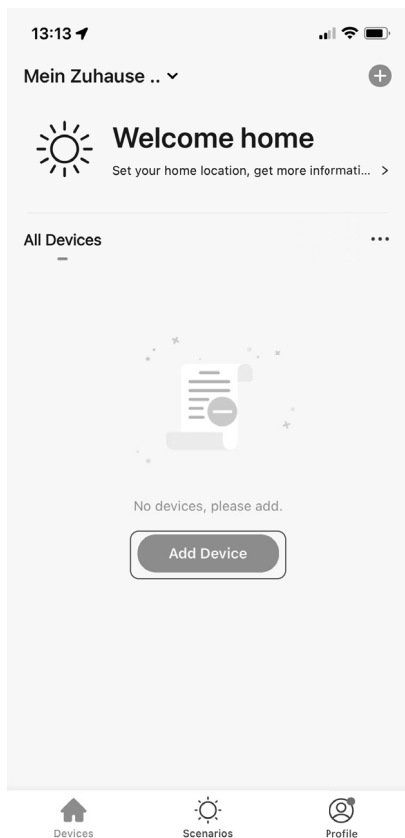 13:13
Mein Zuhause ..
Welcome home
Set your home location, get more informati...
All Devices
No devices, please add.
Add Device
Devices
Scenarios
Profile